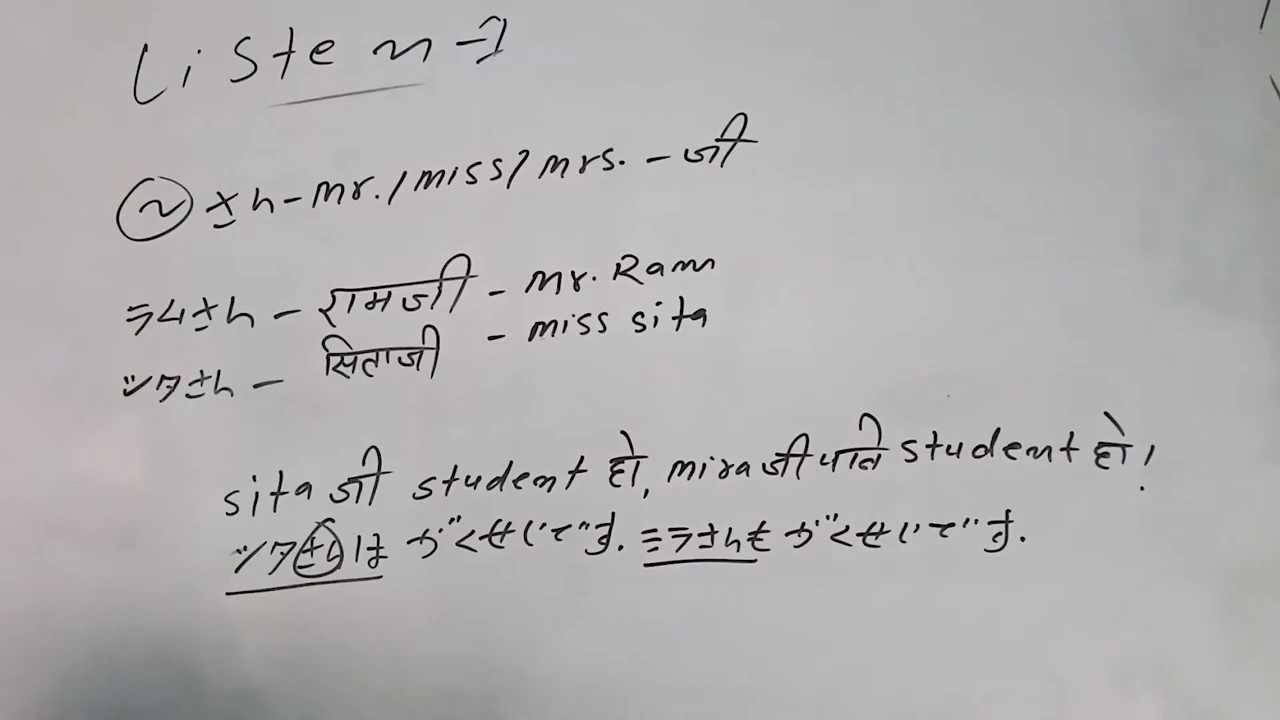 Listen-1
~さん-mr./miss/mrs. - जी
ラムさん - रामजी - mr. Ram
シタさん - सिताजी - miss sita
sita जी student हो, mira जी पनि student हो।
シタさんは がくせいです. ミラさんも がくせいです.